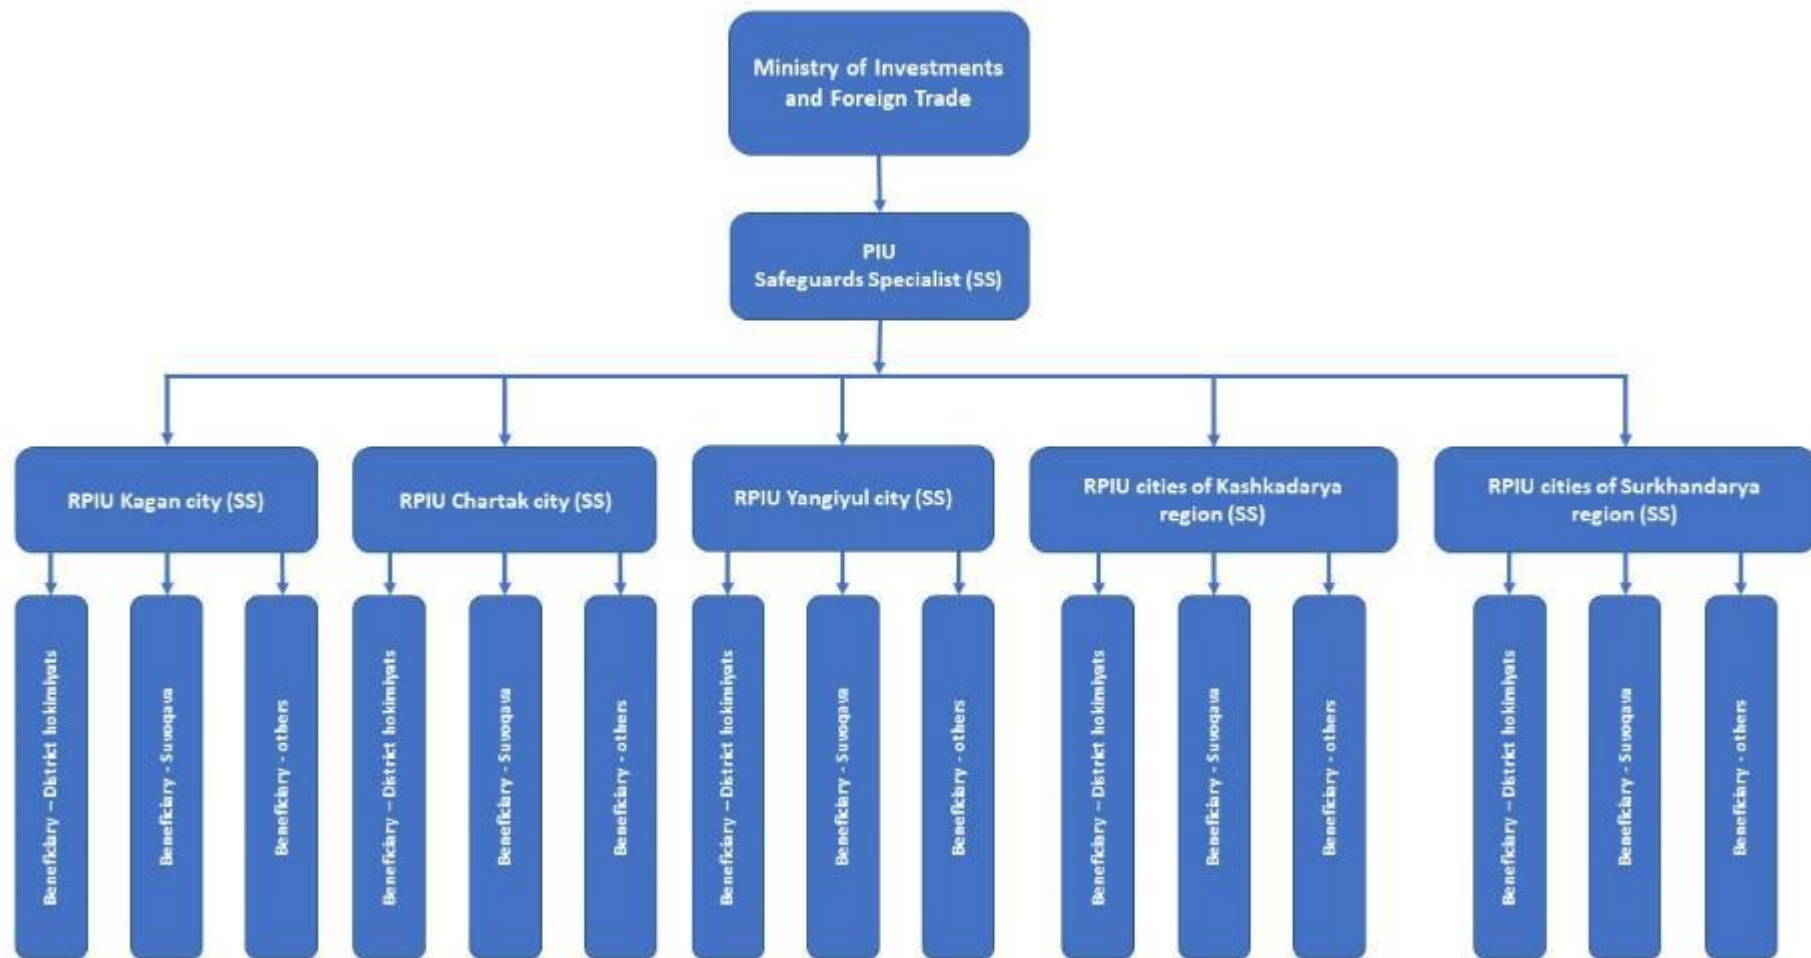 Ministry of Investments
and Foreign Trade
PIU
Safeguards Specialist (SS)
RPIU Kagan city (SS)
RPIU Chartak city (SS)
RPIU Yangiyul city (SS)
RPIU cities of Kashkadarya
region (SS)
RPIU cities of Surkhandarya
region (SS)
Beneficiary – District hokimiyats
Beneficiary - Suvoqava
Beneficiary - others
Beneficiary – District hokimiyats
Beneficiary - Suvoqava
Beneficiary - others
Beneficiary – District hokimiyats
Beneficiary - Suvoqava
Beneficiary - others
Beneficiary – District hokimiyats
Beneficiary - Suvoqava
Beneficiary - others
Beneficiary – District hokimiyats
Beneficiary - Suvoqava
Beneficiary - others